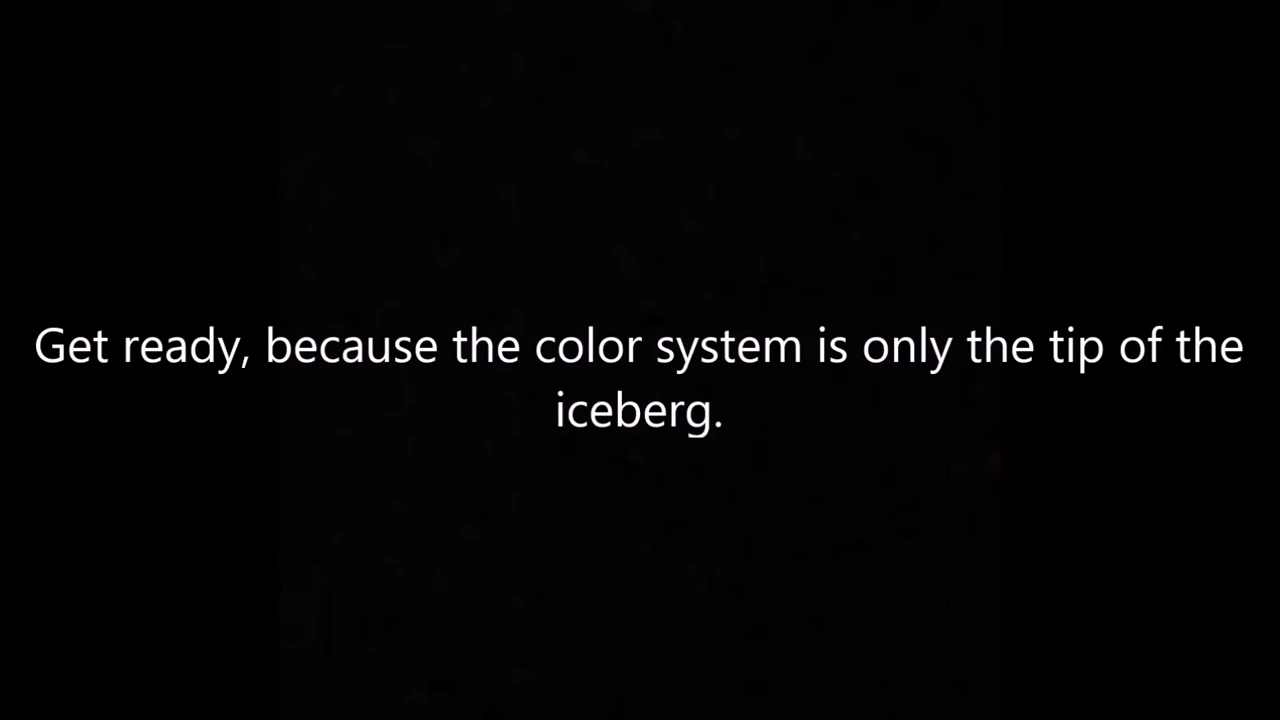 Get ready, because the color system is only the tip of the
iceberg.